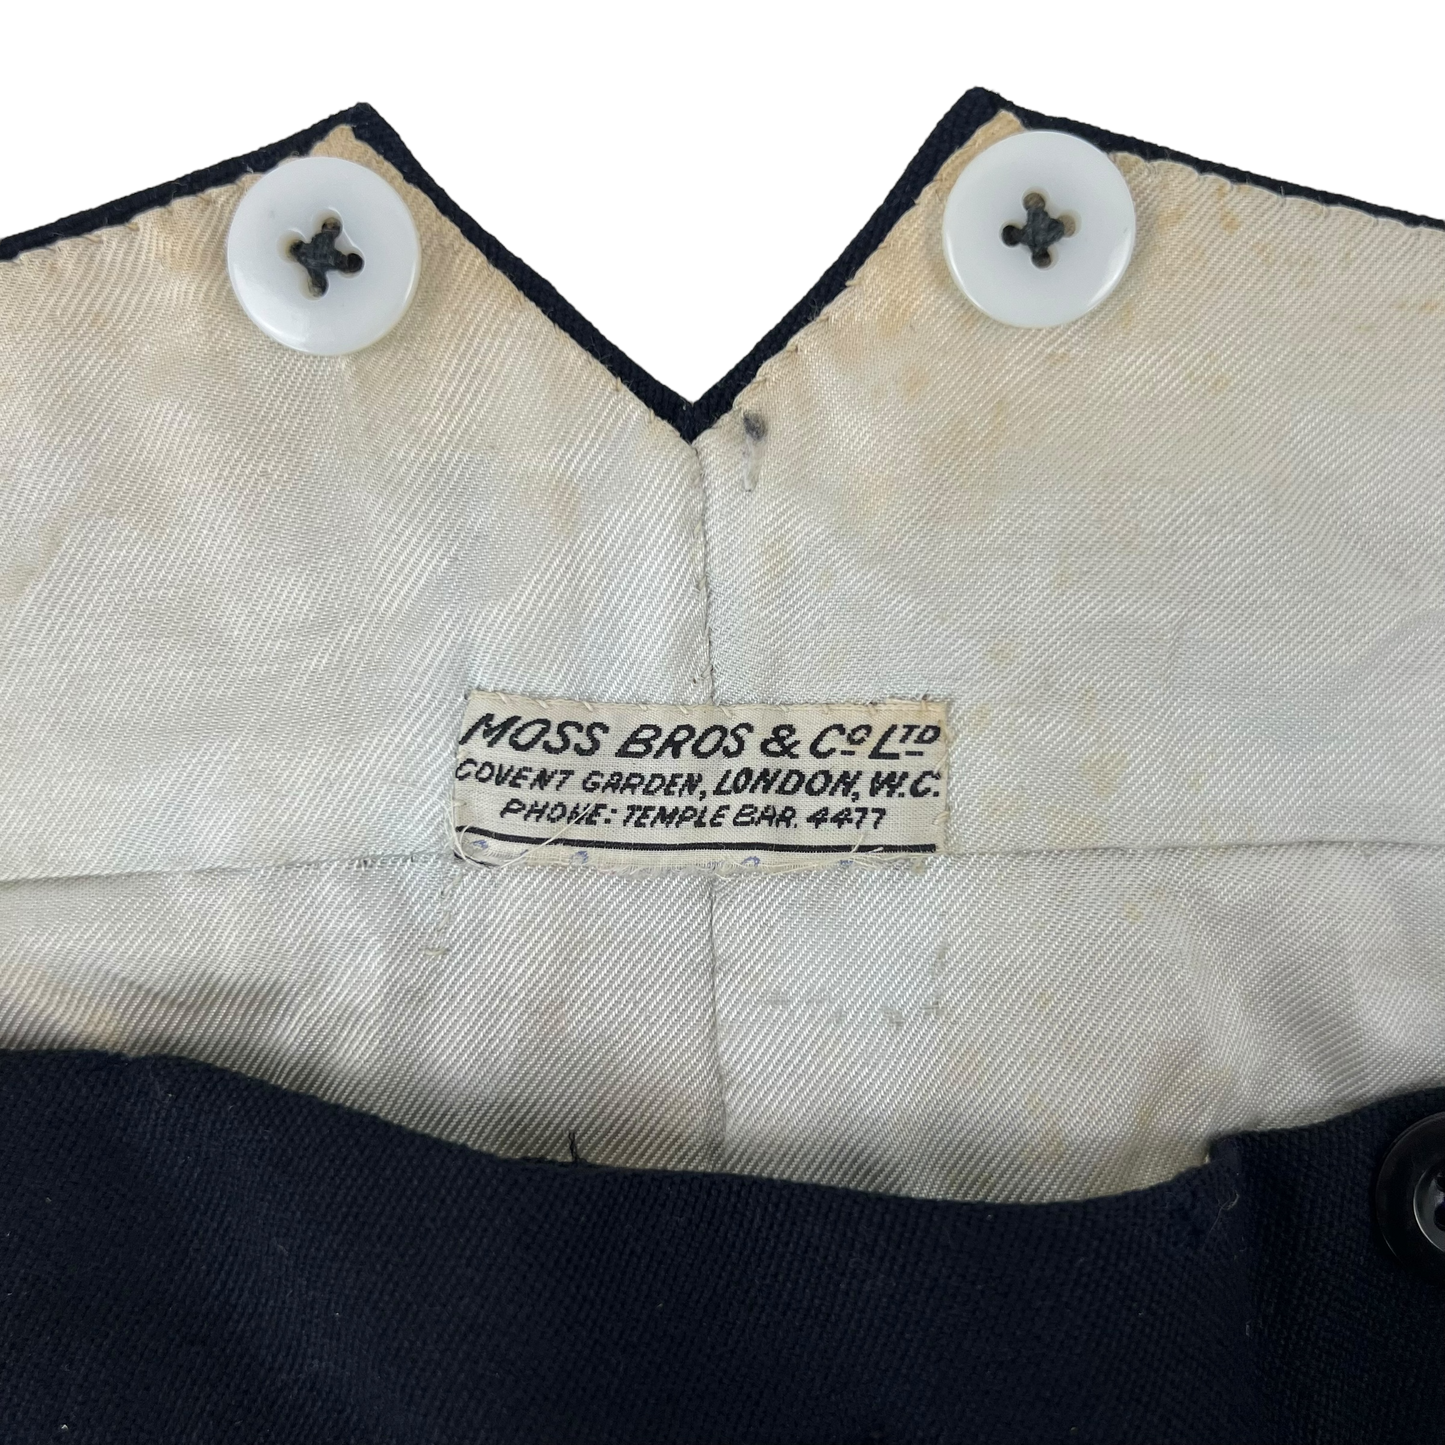 MOSS BROS & Co LTD
COVENT GARDEN, LONDON, W.C.
PHONE: TEMPLE BAR. 4477